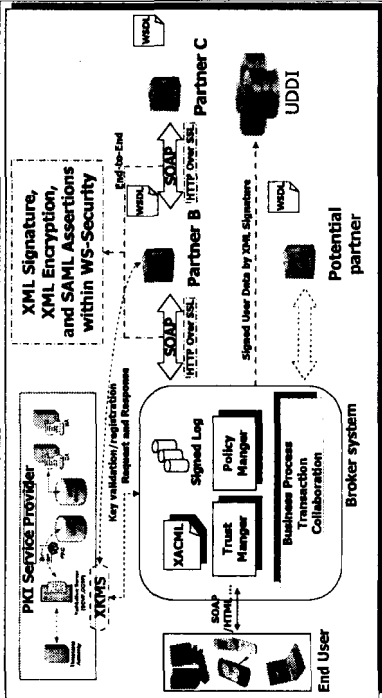 PKI Service Provider
XKMS
Key validation/registration
Request and Response
XML Signature,
XML Encryption,
and SAML Assertions
within WS-Security
End-to-End
WSDL
Partner C
SOAP
HTTP Over SSL
WSDL
Partner B
SOAP
HTTP Over SSL
UDDI
Signed User Data by XML Signature
WSDL
Potential
partner
Signed Log
XACML
Policy
Manger
Trust
Manger
Business Process
Transaction
Collaboration
Broker system
SOAP
/HTML ...
End User